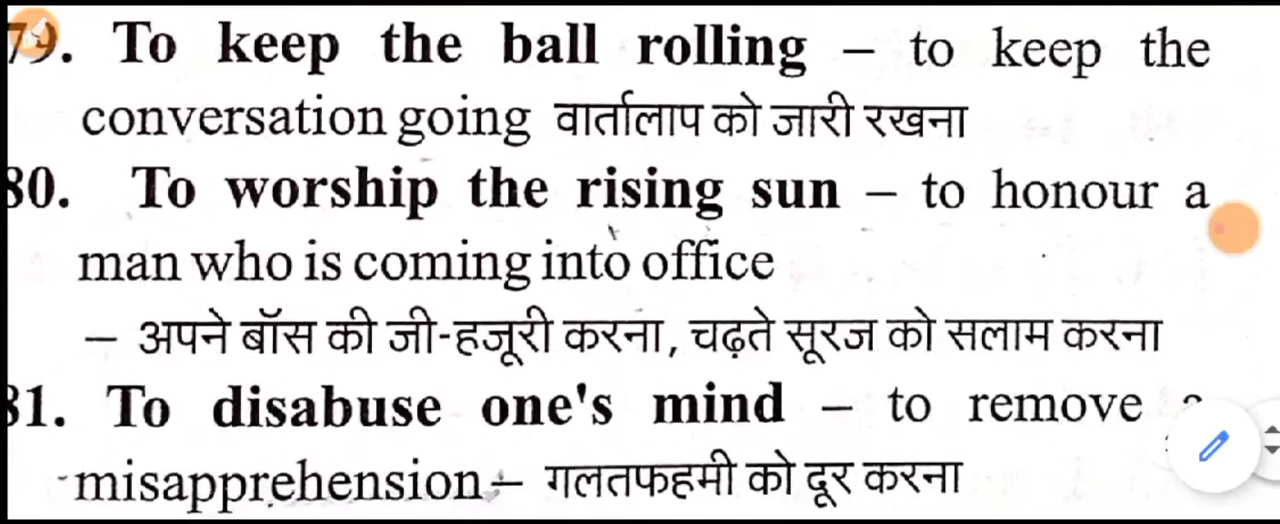 79. To keep the ball rolling – to keep the
conversation going वार्तालाप को जारी रखना
80. To worship the rising sun – to honour a
man who is coming into office
– अपने बॉस की जी-हजूरी करना, चढ़ते सूरज को सलाम करना
81. To disabuse one's mind – to remove
misapprehension – गलतफहमी को दूर करना